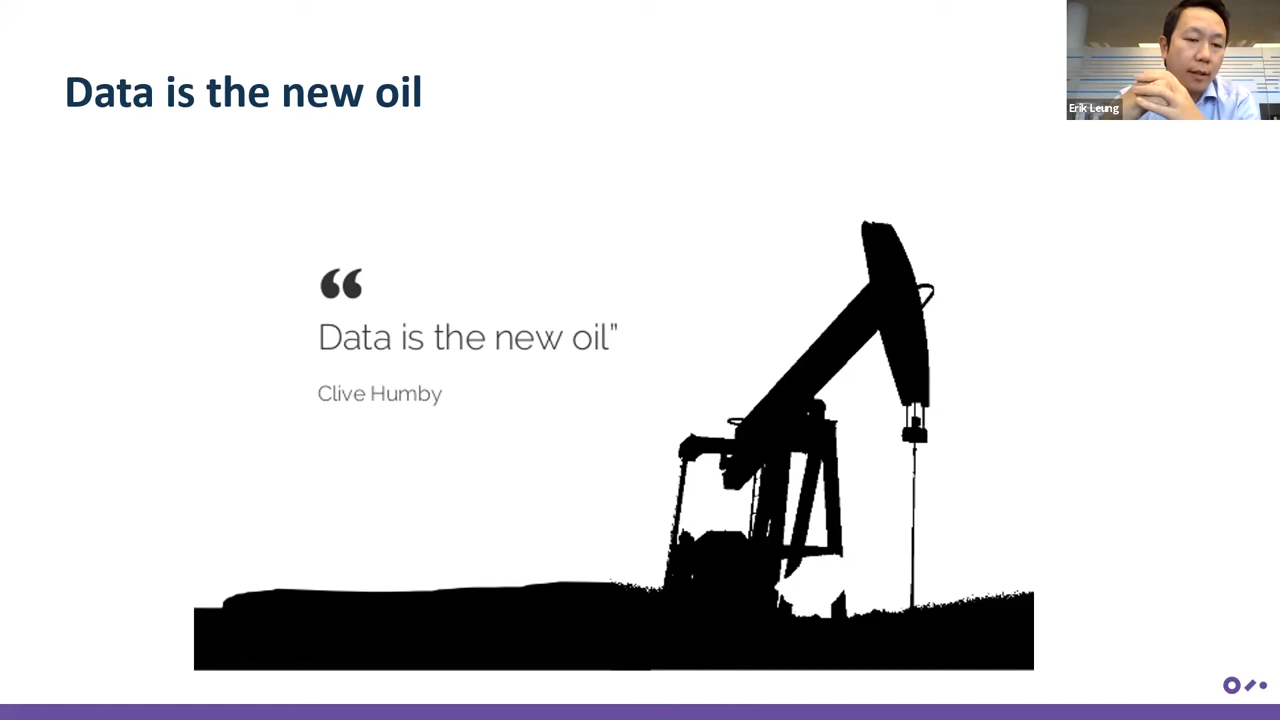 Data is the new oil
Erik Leung
“
Data is the new oil”
Clive Humby